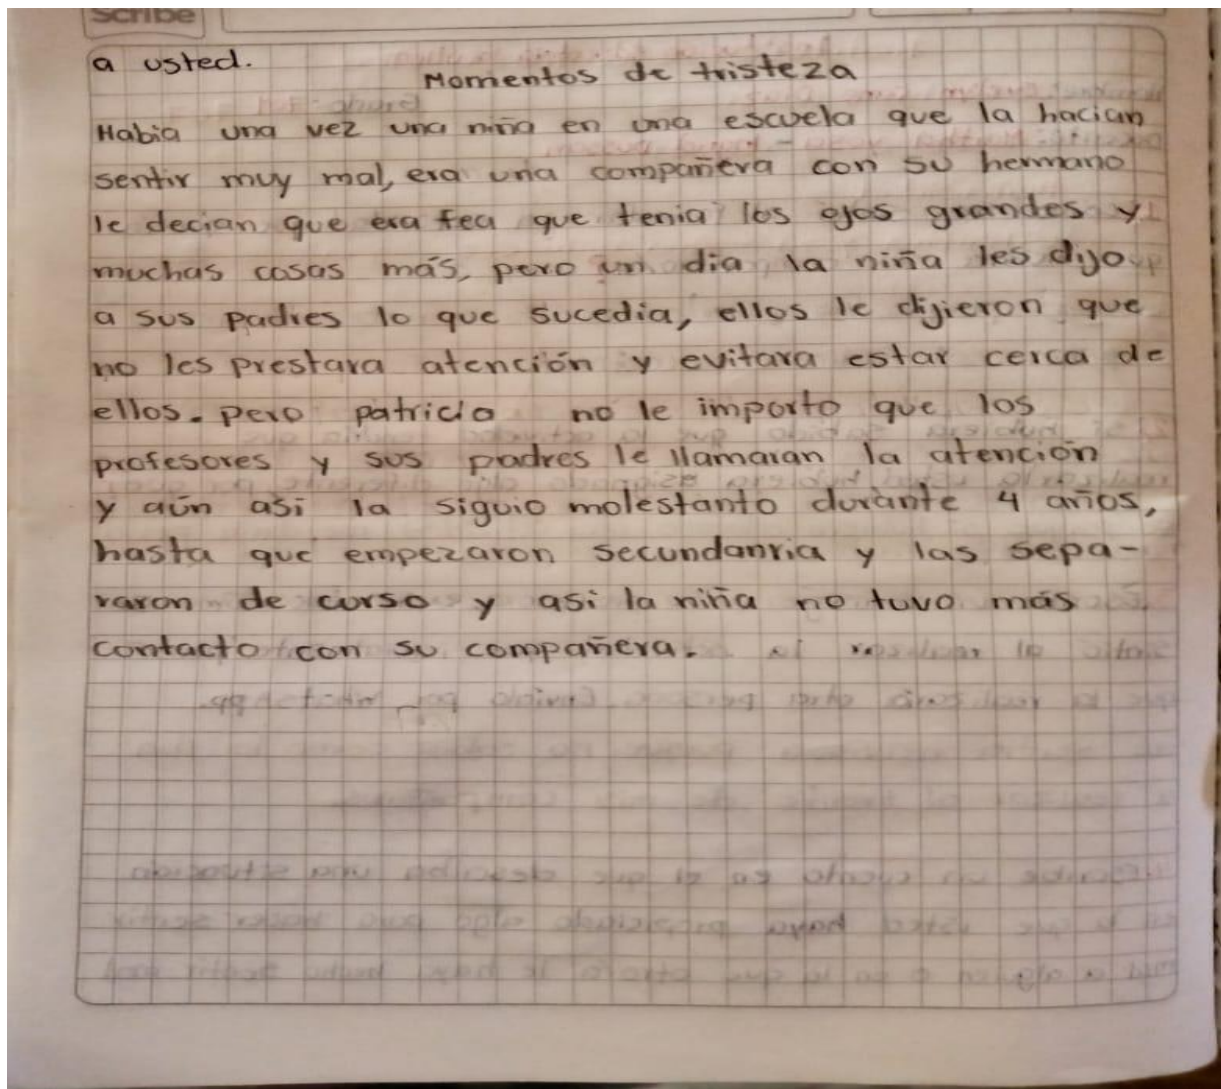 Scribe
a usted.
Momentos de tristeza
Habia una vez una niña en una escuela que la hacian
sentir muy mal, era una compañera con su hermano
le decian que era fea que tenia los ojos grandes y
muchas cosas más, pero un dia la niña les dijo
a sus padres lo que sucedia, ellos le dijieron que
no les prestara atención y evitara estar cerca de
ellos. pero patricia no le importo que los
profesores y sus padres le llamaran la atención
y aún asi la siguio molestanto durante 4 años,
hasta que empezaron secundanria y las sepa-
raron de curso y asi la niña no tuvo más
contacto con su compañera.